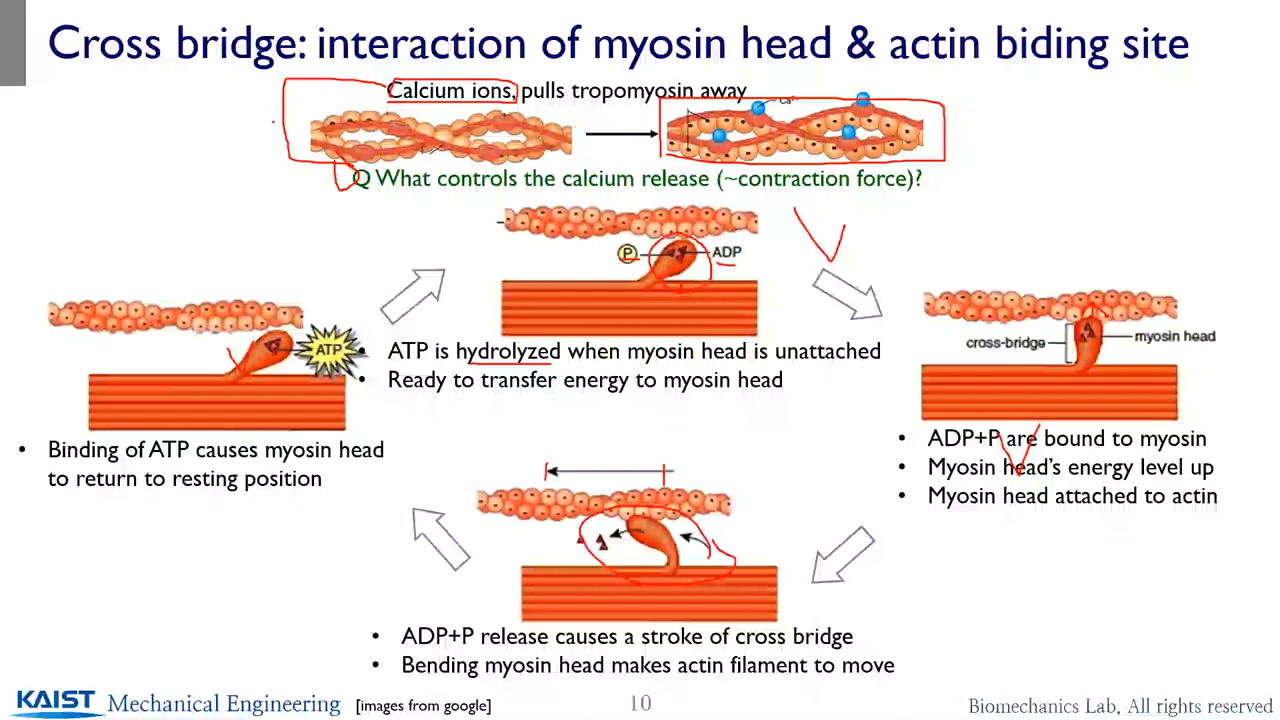 Cross bridge: interaction of myosin head & actin biding site
Calcium ions, pulls tropomyosin away
Ca²⁺
Q What controls the calcium release (~contraction force)?
P
ADP
ATP
• ATP is hydrolyzed when myosin head is unattached
• Ready to transfer energy to myosin head
cross-bridge
myosin head
• Binding of ATP causes myosin head
to return to resting position
• ADP+P are bound to myosin
• Myosin head's energy level up
• Myosin head attached to actin
• ADP+P release causes a stroke of cross bridge
• Bending myosin head makes actin filament to move
KAIST Mechanical Engineering [images from google]
10
Biomechanics Lab, All rights reserved